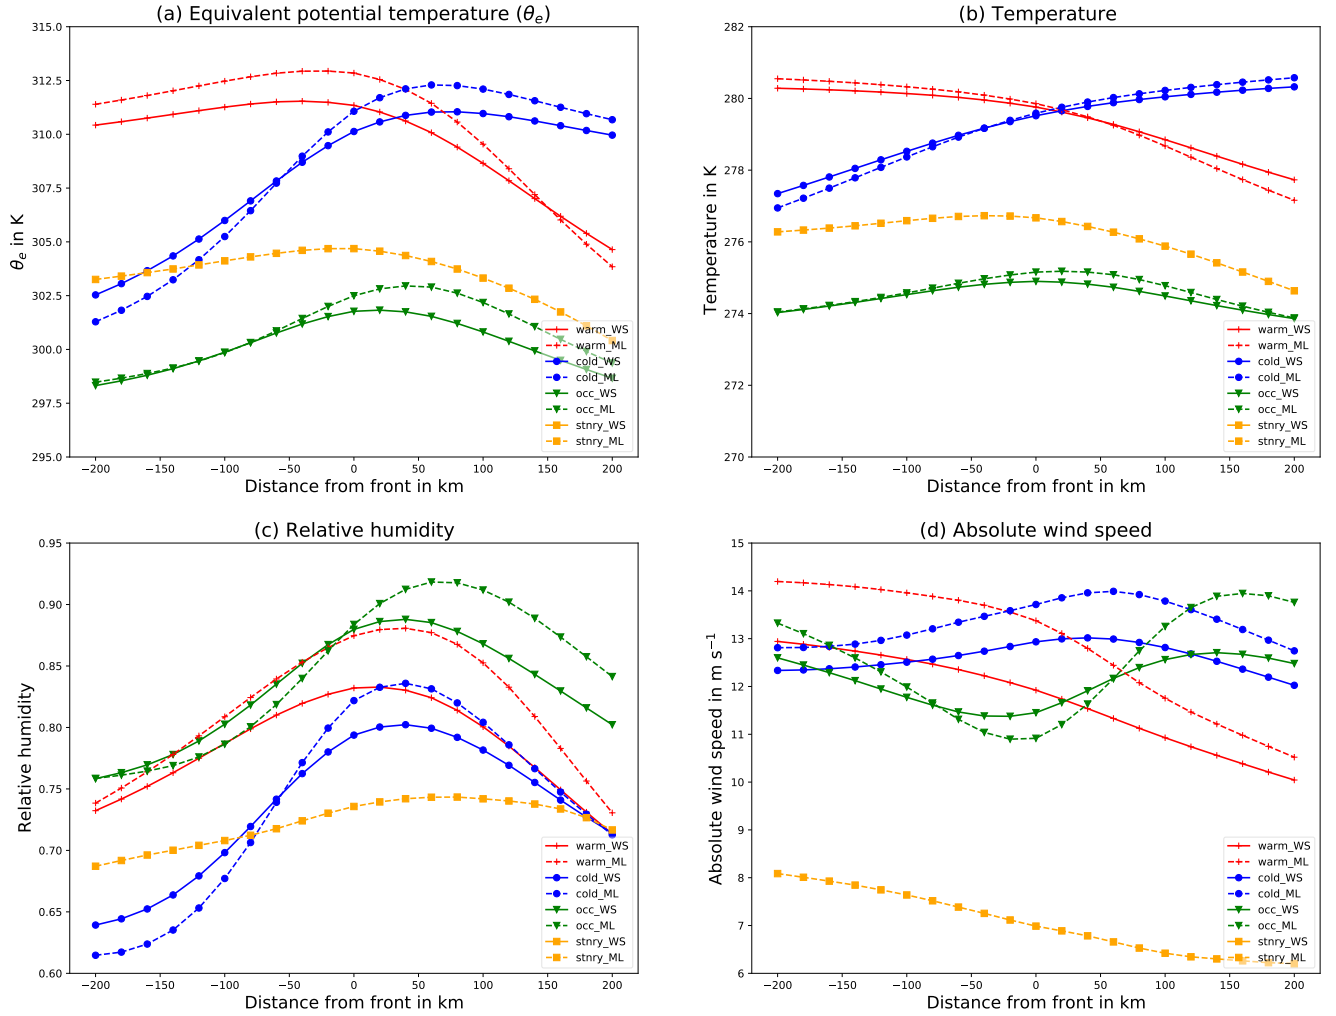 (a) Equivalent potential temperature (θe)
315.0
312.5
310.0
307.5
305.0
302.5
300.0
297.5
295.0
θe in K
warm_WS
warm_ML
cold_WS
cold_ML
occ_WS
occ_ML
stnry_WS
stnry_ML
−200 −150 −100 −50 0 50 100 150 200
Distance from front in km
(b) Temperature
282
280
278
276
274
272
270
Temperature in K
warm_WS
warm_ML
cold_WS
cold_ML
occ_WS
occ_ML
stnry_WS
stnry_ML
−200 −150 −100 −50 0 50 100 150 200
Distance from front in km
(c) Relative humidity
0.95
0.90
0.85
0.80
0.75
0.70
0.65
0.60
Relative humidity
warm_WS
warm_ML
cold_WS
cold_ML
occ_WS
occ_ML
stnry_WS
stnry_ML
−200 −150 −100 −50 0 50 100 150 200
Distance from front in km
(d) Absolute wind speed
15
14
13
12
11
10
9
8
7
6
Absolute wind speed in m s−1
warm_WS
warm_ML
cold_WS
cold_ML
occ_WS
occ_ML
stnry_WS
stnry_ML
−200 −150 −100 −50 0 50 100 150 200
Distance from front in km